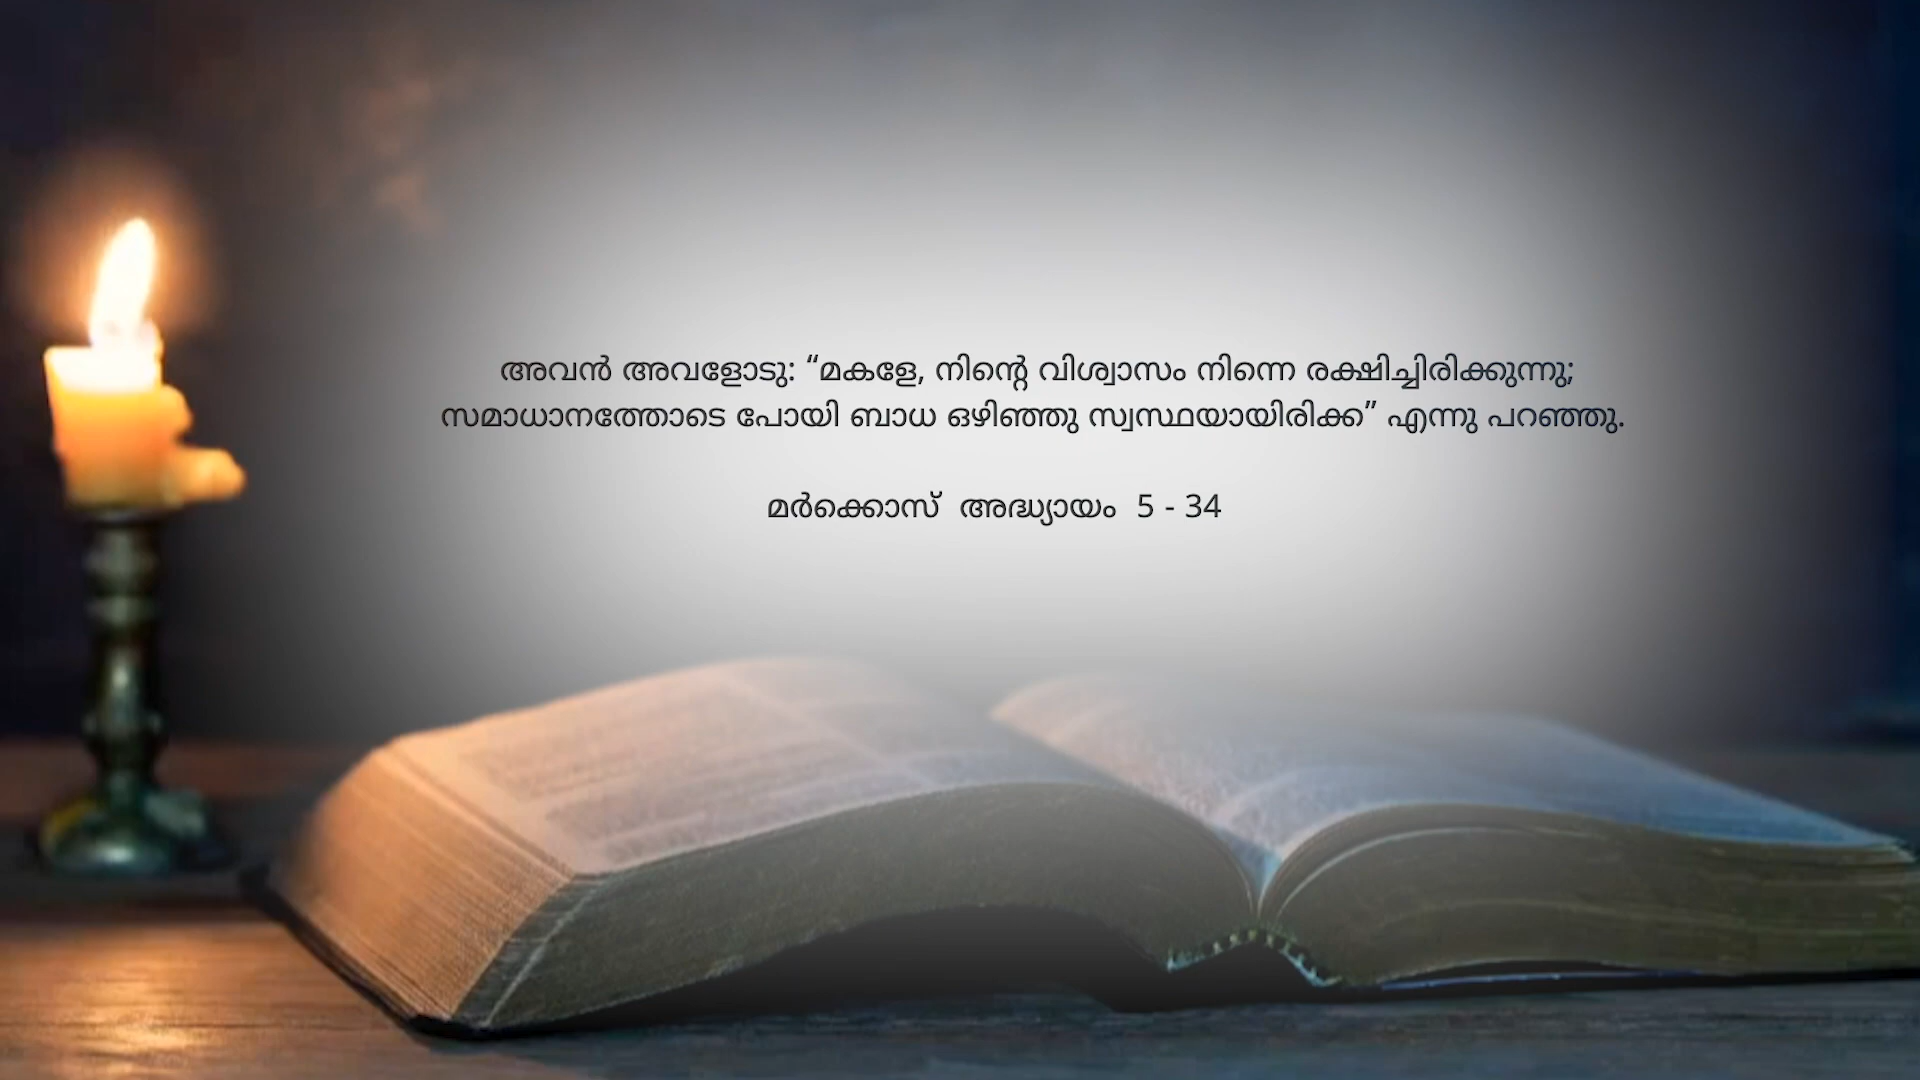 അവൻ അവളോടു: “മകളേ, നിന്റെ വിശ്വാസം നിന്നെ രക്ഷിച്ചിരിക്കുന്നു;
സമാധാനത്തോടെ പോയി ബാധ ഒഴിഞ്ഞു സ്വസ്ഥയായിരിക്ക” എന്നു പറഞ്ഞു.
മർക്കൊസ് അദ്ധ്യായം 5 - 34